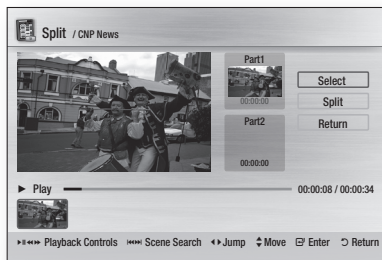 Split / CNP News
Part1
00:00:00
Part2
00:00:00
Select
Split
Return
► Play 00:00:08 / 00:00:34
Playback Controls Scene Search Jump Move Enter Return